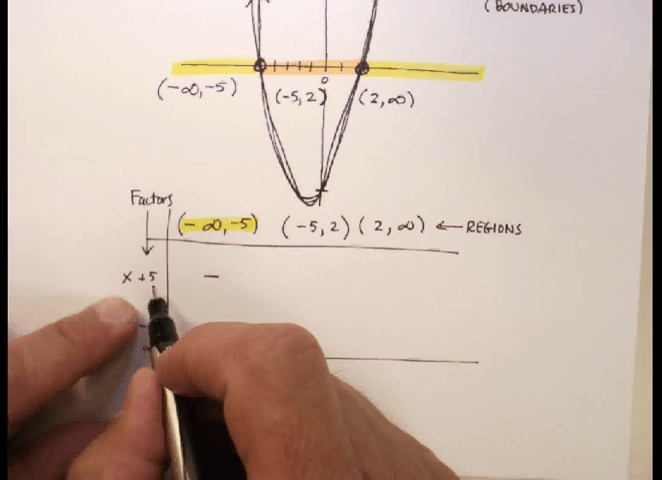 (BOUNDARIES)
0
(-∞,-5) (-5,2) (2,∞)
Factors
(-∞,-5) (-5,2) (2,∞) ← REGIONS
x+5 −